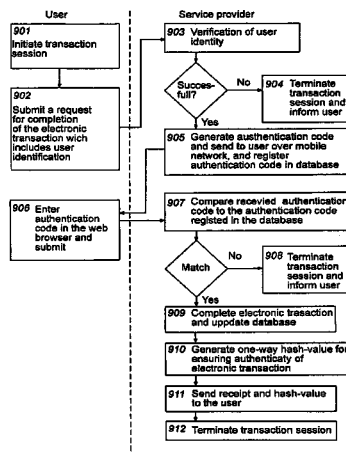 User
Service provider
901
Initiate transaction
session
902
Submit a request
for completion
of the electronic
transaction wich
includes user
identification
903 Verification of user
identity
Succes-
full?
No
Yes
904 Terminate
transaction
session and
inform user
905 Generate austhentication code
and send to user over mobile
network, and register
authentication code in database
906 Enter
authentication
code in the web
browser and
submit
907 Compare recevied authentication
code to the authentication code
registed in the database
Match
No
Yes
908 Terminate
transaction
session and
inform user
909 Complete electronic trasaction
and uppdate database
910 Generate one-way hash-value for
ensuring authenticaty of
electronic transaction
911 Send receipt and hash-value
to the user
912 Terminate transaction session